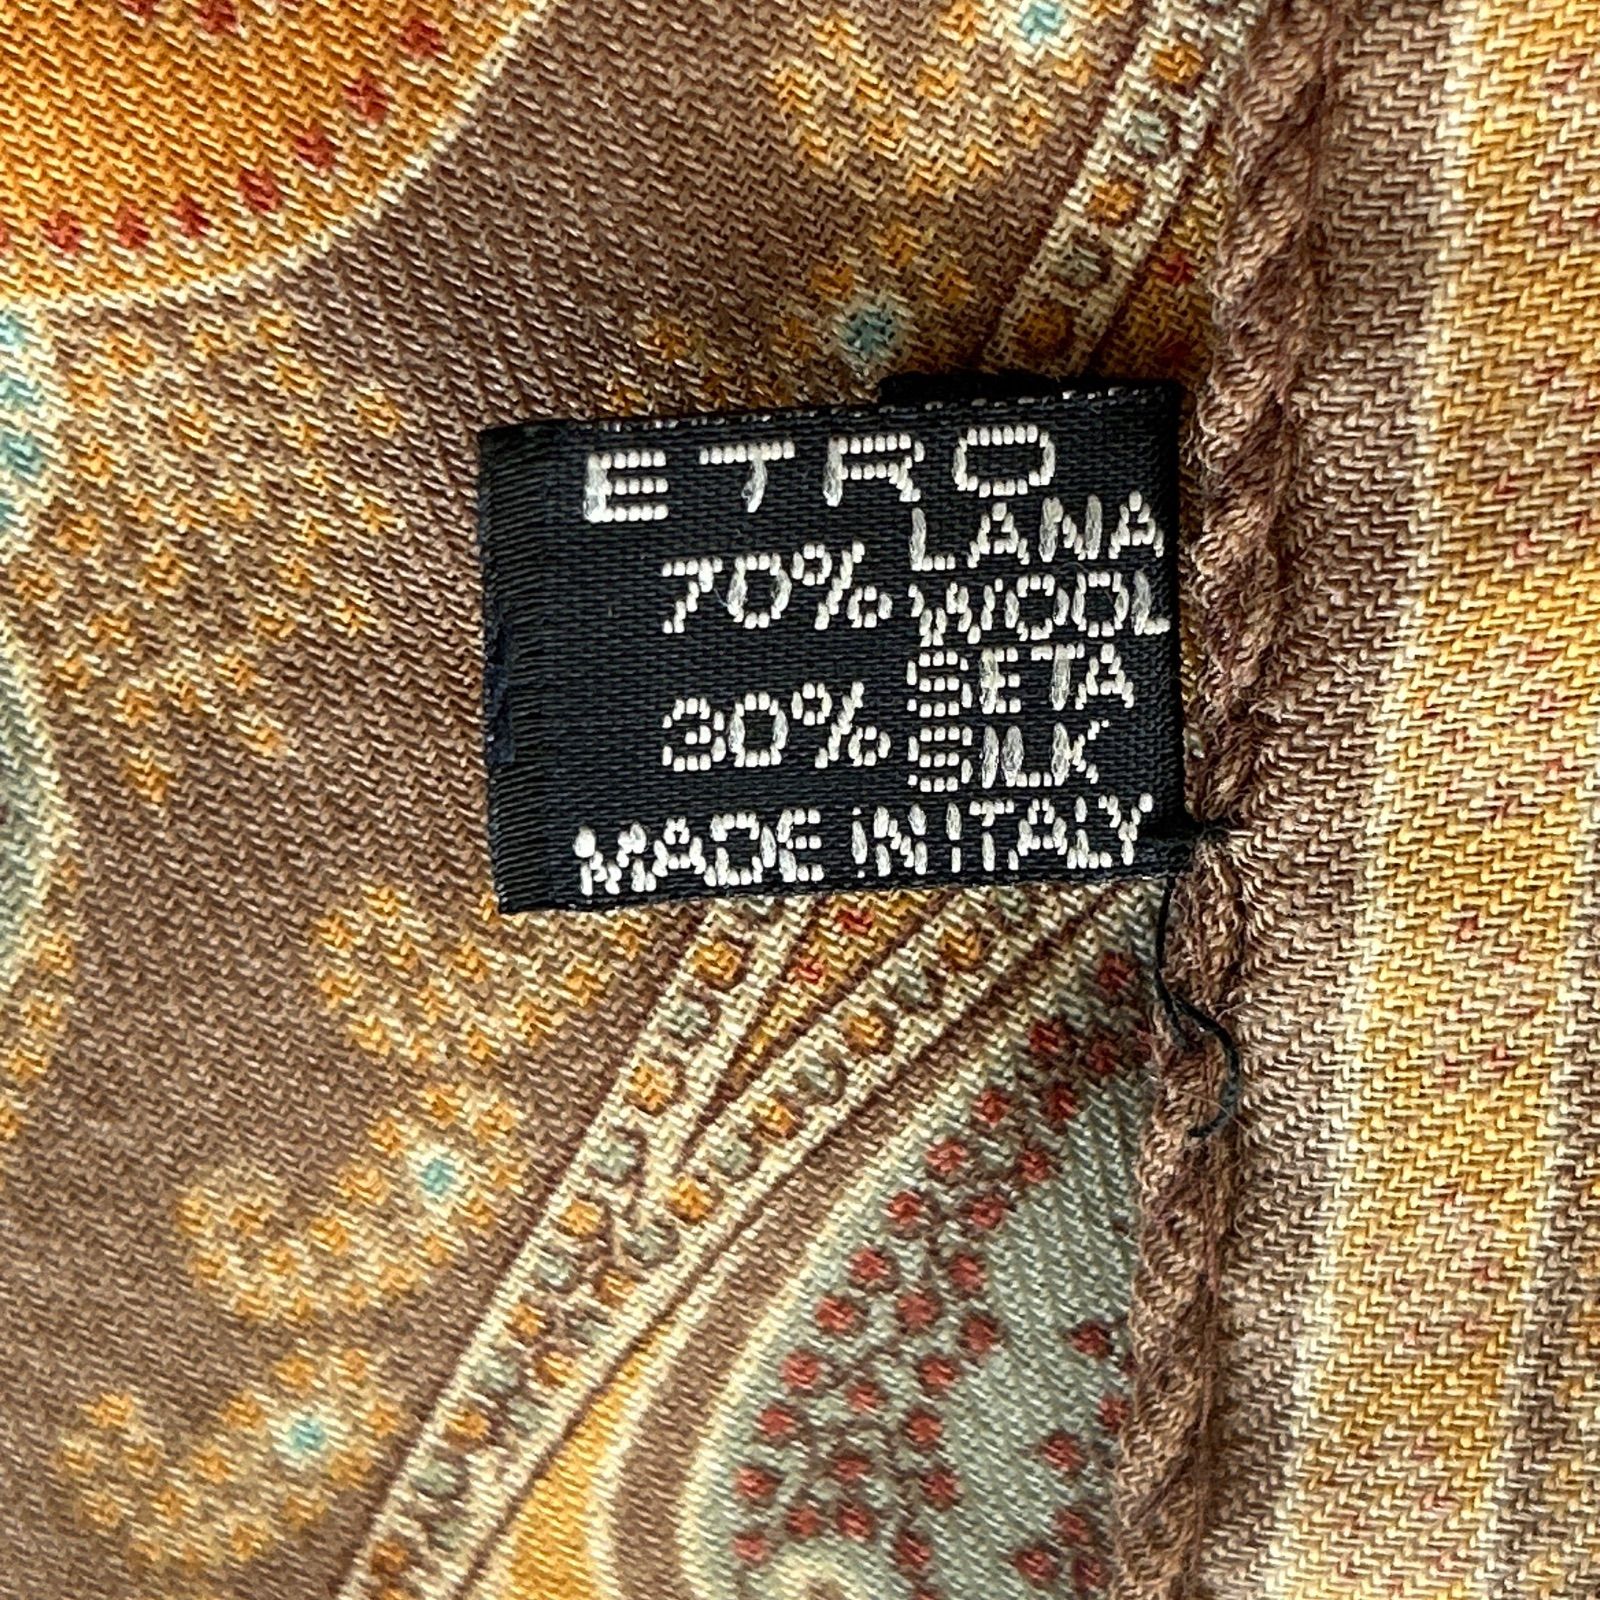 ETRO
LANA
70% WOOL
SETA
30% SILK
MADE IN ITALY